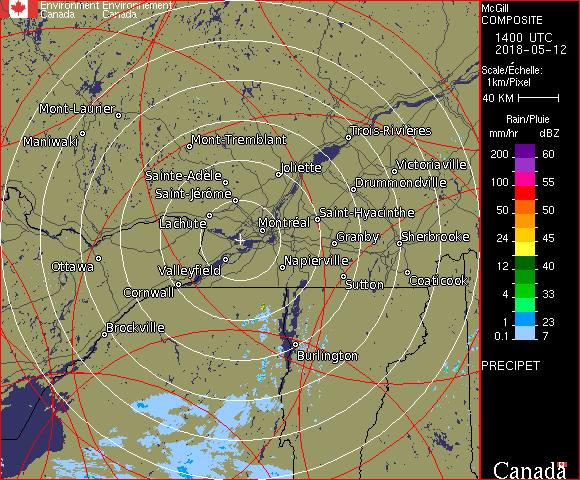 Environment Environnement
Canada Canada
McGill
COMPOSITE
1400 UTC
2018-05-12
Scale/Échelle:
1km/Pixel
40 KM
Rain/Pluie
mm/hr dBZ
200 60
55
100 55
50 50
24 45
12 40
4 33
1 23
0.1 7
PRECIPET
Canada
Mont-Laurier
Maniwaki
Mont-Tremblant
Trois-Rivières
Joliette
Victoriaville
Sainte-Adèle
Drummondville
Saint-Jérôme
Lachute
Montréal
Saint-Hyacinthe
Granby
Sherbrooke
Ottawa
Valleyfield
Napierville
Cornwall
Sutton
Coaticook
Brockville
Burlington